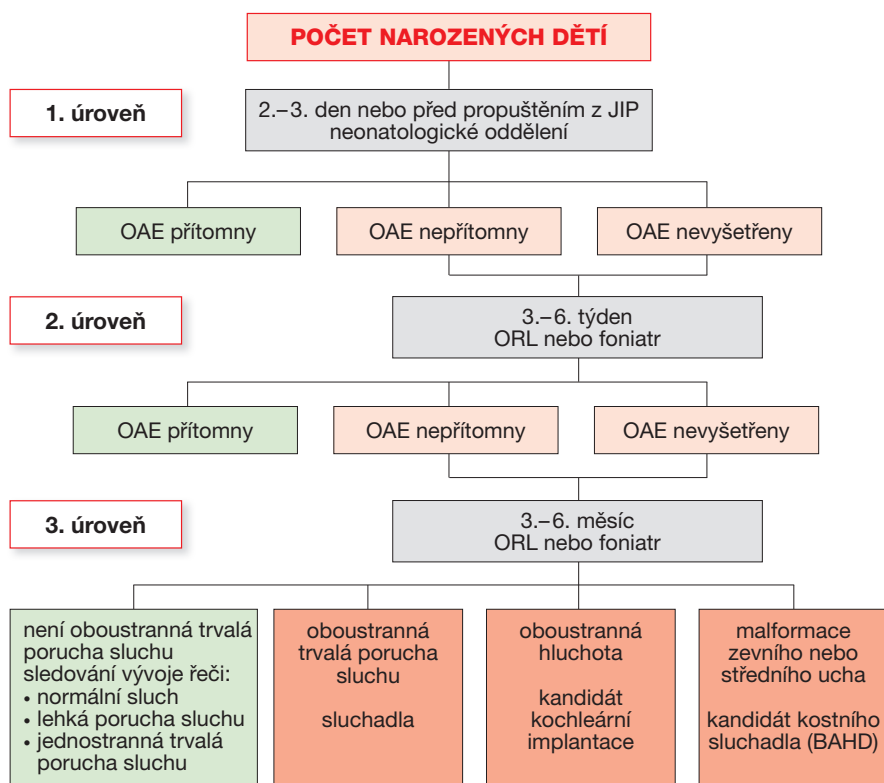 POČET NAROZENÝCH DĚTÍ
1. úroveň
2.–3. den nebo před propuštěním z JIP
neonatologické oddělení
OAE přítomny
OAE nepřítomny
OAE nevyšetřeny
2. úroveň
3.–6. týden
ORL nebo foniatr
OAE přítomny
OAE nepřítomny
OAE nevyšetřeny
3. úroveň
3.–6. měsíc
ORL nebo foniatr
není oboustranná trvalá
porucha sluchu
sledování vývoje řeči:
• normální sluch
• lehká porucha sluchu
• jednostranná trvalá
porucha sluchu
oboustranná
trvalá porucha
sluchu
sluchadla
oboustranná
hluchota
kandidát
kochleární
implantace
malformace
zevního nebo
středního ucha
kandidát kostního
sluchadla (BAHD)